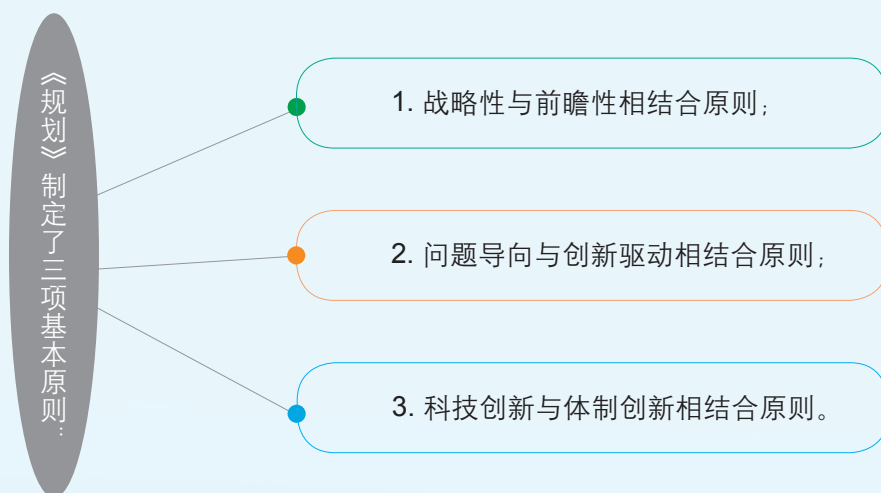 《规划》制定了三项基本原则：
1. 战略性与前瞻性相结合原则；
2. 问题导向与创新驱动相结合原则；
3. 科技创新与体制创新相结合原则。